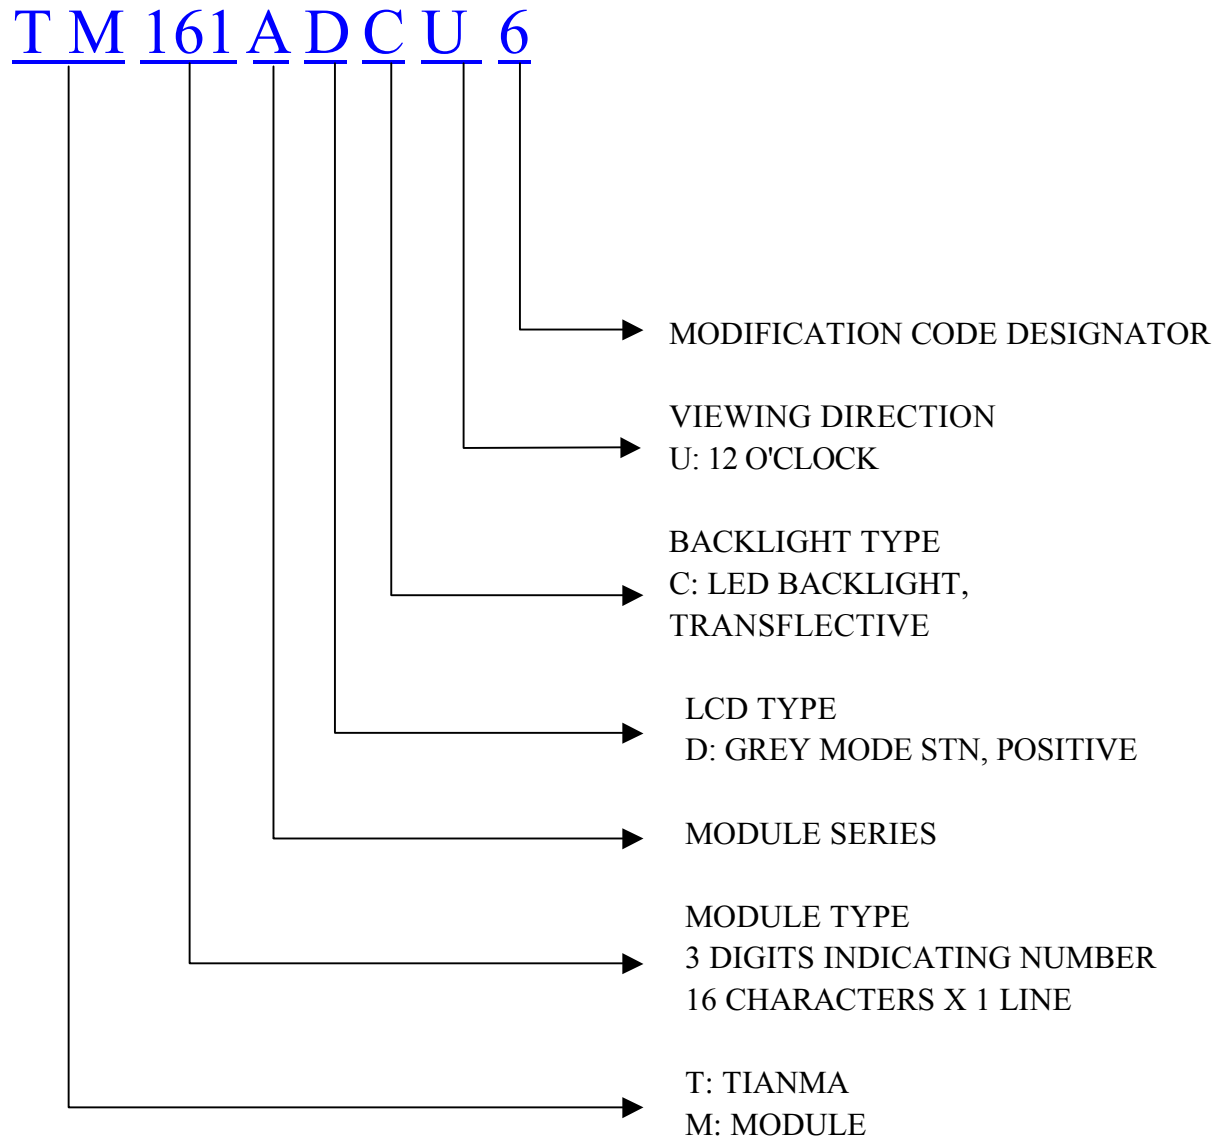 TM 161 A D C U 6
MODIFICATION CODE DESIGNATOR
VIEWING DIRECTION
U: 12 O'CLOCK
BACKLIGHT TYPE
C: LED BACKLIGHT,
TRANSFLECTIVE
LCD TYPE
D: GREY MODE STN, POSITIVE
MODULE SERIES
MODULE TYPE
3 DIGITS INDICATING NUMBER
16 CHARACTERS X 1 LINE
T: TIANMA
M: MODULE